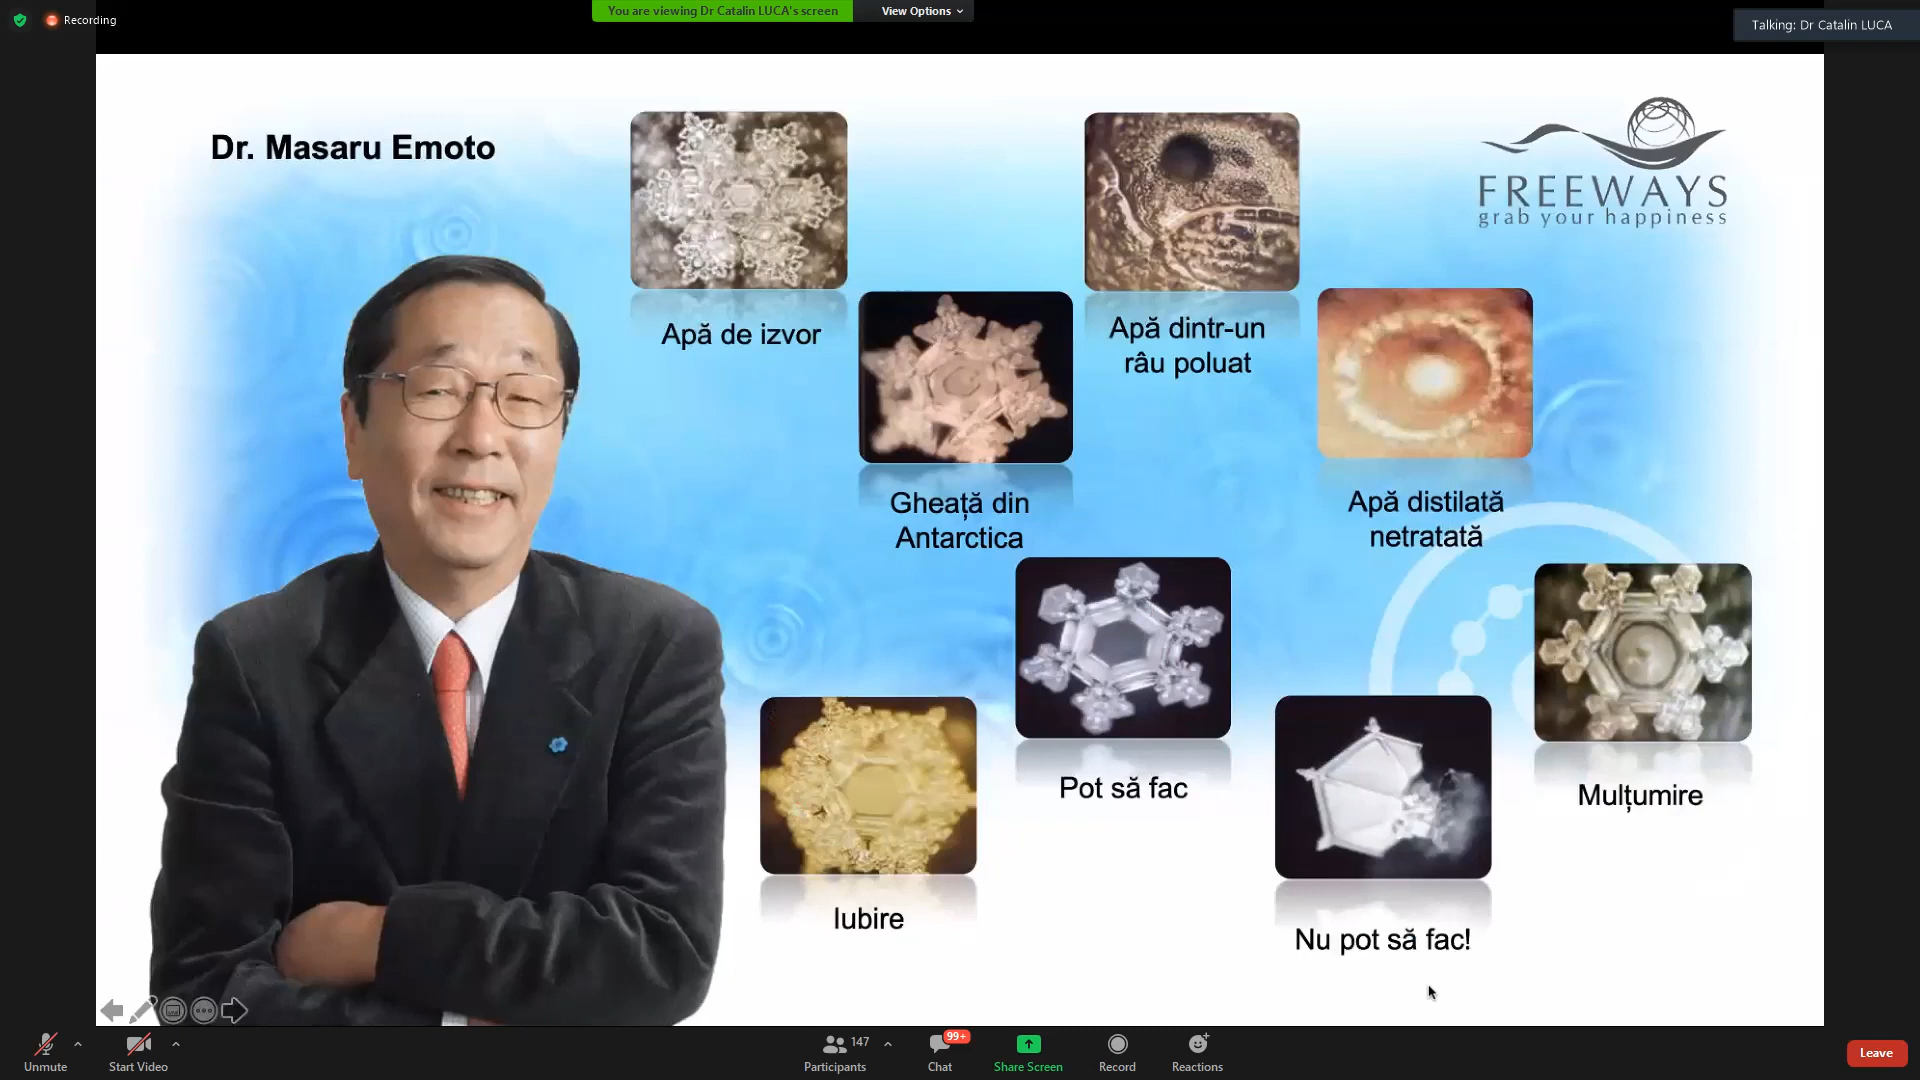 Recording
You are viewing Dr Catalin LUCA's screen
View Options
Talking: Dr Catalin LUCA
Dr. Masaru Emoto
FREEWAYS
grab your happiness
Apă de izvor
Apă dintr-un
râu poluat
Gheață din
Antarctica
Apă distilată
netratată
Pot să fac
Mulțumire
Iubire
Nu pot să fac!
Unmute
Start Video
147
Participants
99+
Chat
Share Screen
Record
Reactions
Leave